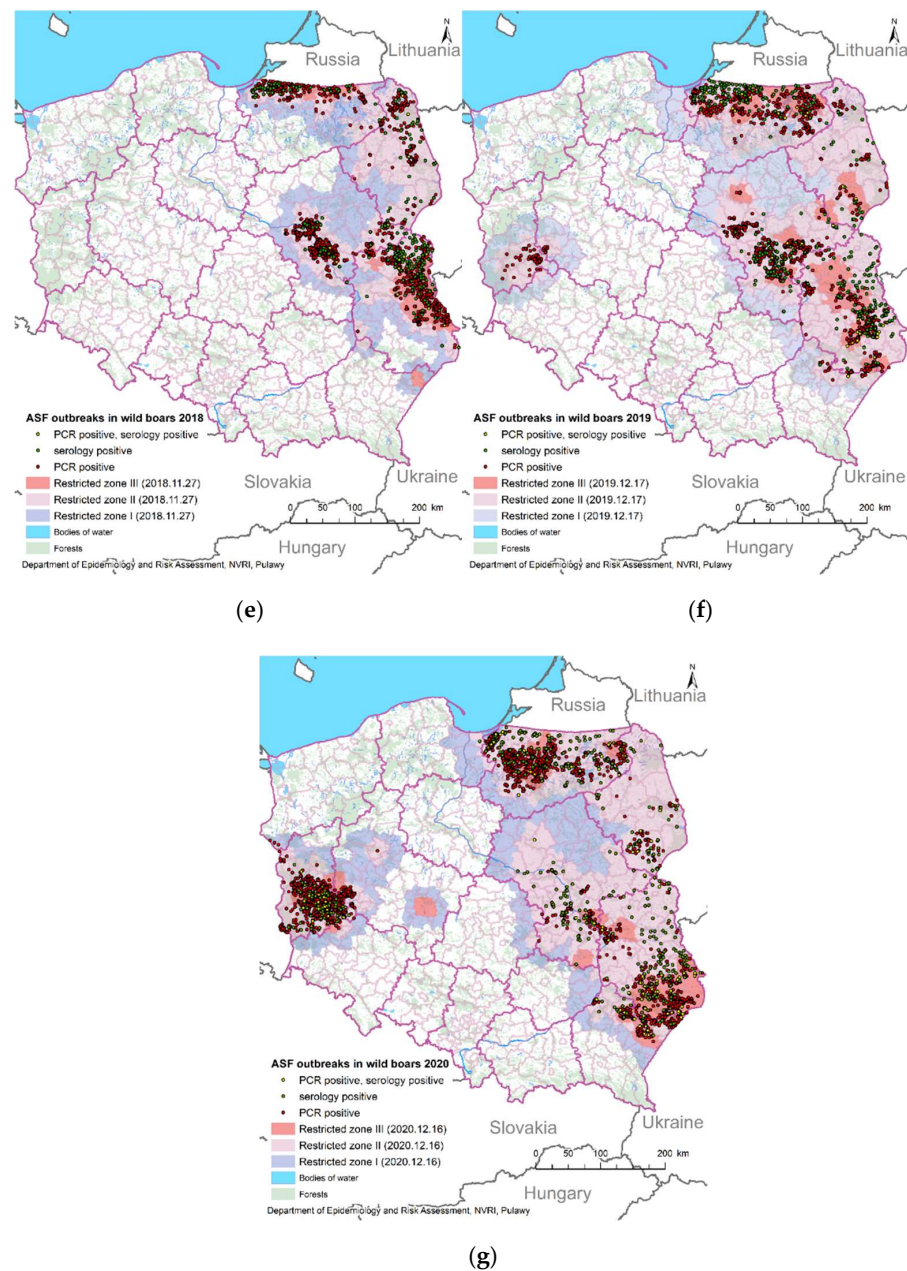 N
Lithuania
Russia
ASF outbreaks in wild boars 2018
PCR positive, serology positive
serology positive
PCR positive
Restricted zone III (2018.11.27)
Restricted zone II (2018.11.27)
Restricted zone I (2018.11.27)
Bodies of water
Forests
Slovakia
Ukraine
0 50 100 150 200 km
Hungary
Department of Epidemiology and Risk Assessment, NVRI, Pulawy
(e)
N
Lithuania
Russia
ASF outbreaks in wild boars 2019
PCR positive, serology positive
serology positive
PCR positive
Restricted zone III (2019.12.17)
Restricted zone II (2019.12.17)
Restricted zone I (2019.12.17)
Bodies of water
Forests
Slovakia
Ukraine
0 50 100 150 200 km
Hungary
Department of Epidemiology and Risk Assessment, NVRI, Pulawy
(f)
N
Lithuania
Russia
ASF outbreaks in wild boars 2020
PCR positive, serology positive
serology positive
PCR positive
Restricted zone III (2020.12.16)
Restricted zone II (2020.12.16)
Restricted zone I (2020.12.16)
Bodies of water
Forests
Slovakia
Ukraine
0 50 100 150 200 km
Hungary
Department of Epidemiology and Risk Assessment, NVRI, Pulawy
(g)